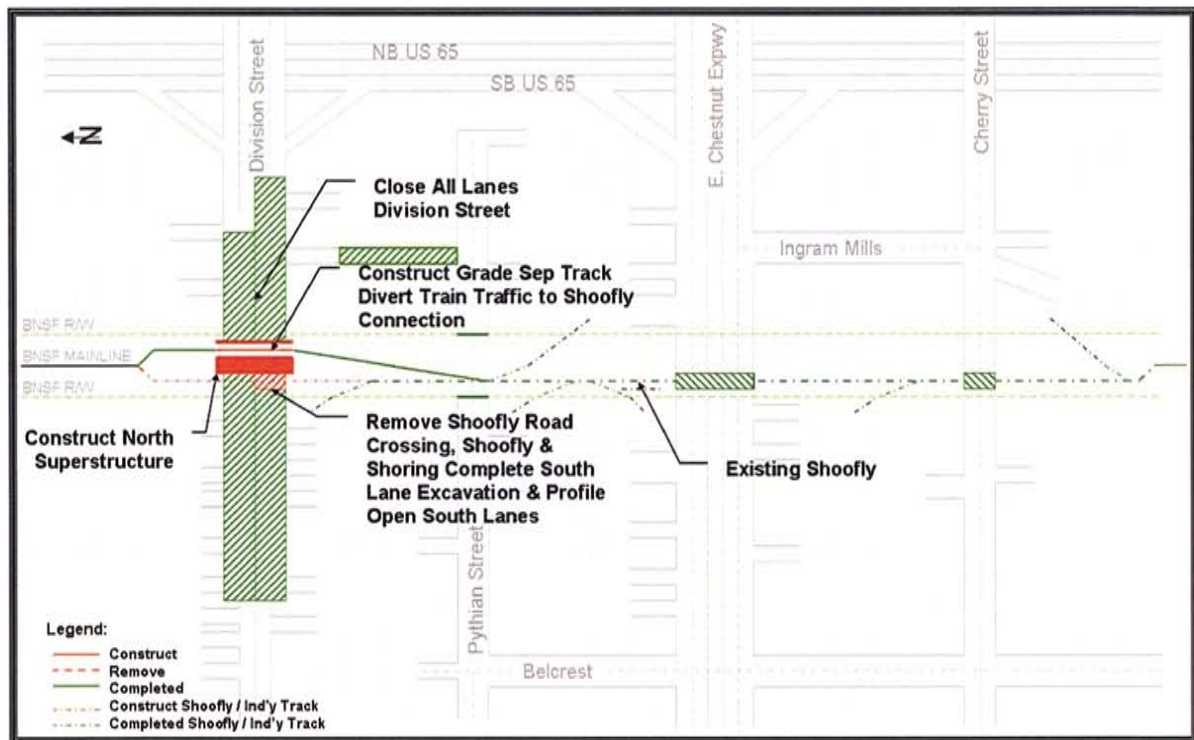 NB US 65
SB US 65
Division Street
E. Chestnut Expwy
Cherry Street
N
Close All Lanes
Division Street
Ingram Mills
Construct Grade Sep Track
Divert Train Traffic to Shoofly
Connection
BNSF R/W
BNSF MAINLINE
BNSF R/W
Construct North
Superstructure
Remove Shoofly Road
Crossing, Shoofly &
Shoring Complete South
Lane Excavation & Profile
Open South Lanes
Existing Shoofly
Pythian Street
Belcrest
Legend:
Construct
Remove
Completed
Construct Shoofly / Ind'y Track
Completed Shoofly / Ind'y Track